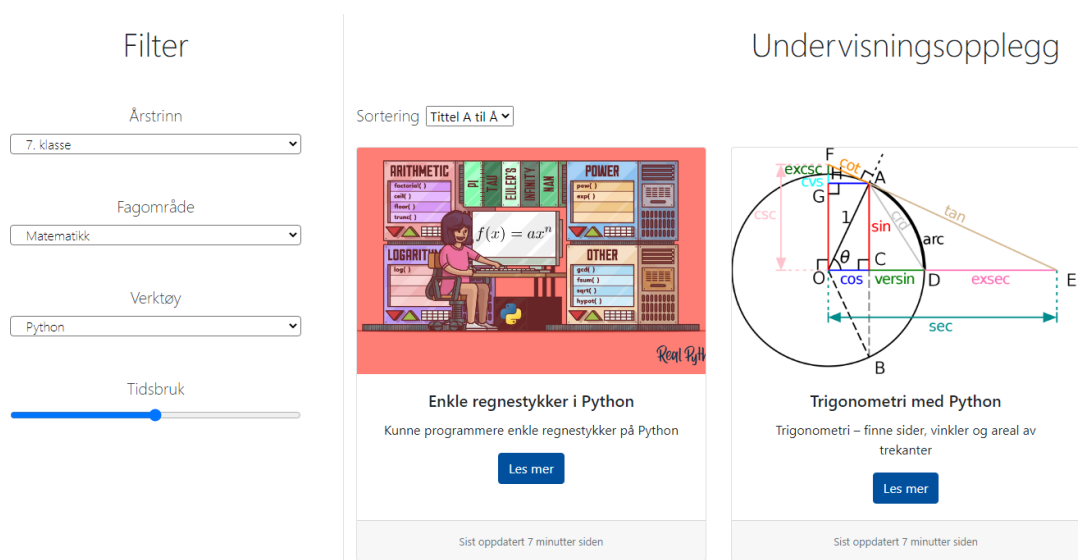 Filter
Undervisningsopplegg
Årstrinn
7. klasse
Fagområde
Matematikk
Verktøy
Python
Tidsbruk
Sortering Tittel A til Å
ARITHMETIC
factorial( )
ceil( )
floor( )
trunc( )
PI
TAU
EULER'S
INFINITY
NAN
POWER
pow( )
exp( )
f(x) = axⁿ
LOGARITHM
log( )
OTHER
gcd( )
fsum( )
sqrt( )
hypot( )
Real Pyth
F
cot
excsc
H
A
cvs
G
csc
1
sin
crd
tan
arc
θ
C
O
cos
versin
D
exsec
E
sec
B
Enkle regnestykker i Python
Kunne programmere enkle regnestykker på Python
Les mer
Sist oppdatert 7 minutter siden
Trigonometri med Python
Trigonometri – finne sider, vinkler og areal av
trekanter
Les mer
Sist oppdatert 7 minutter siden